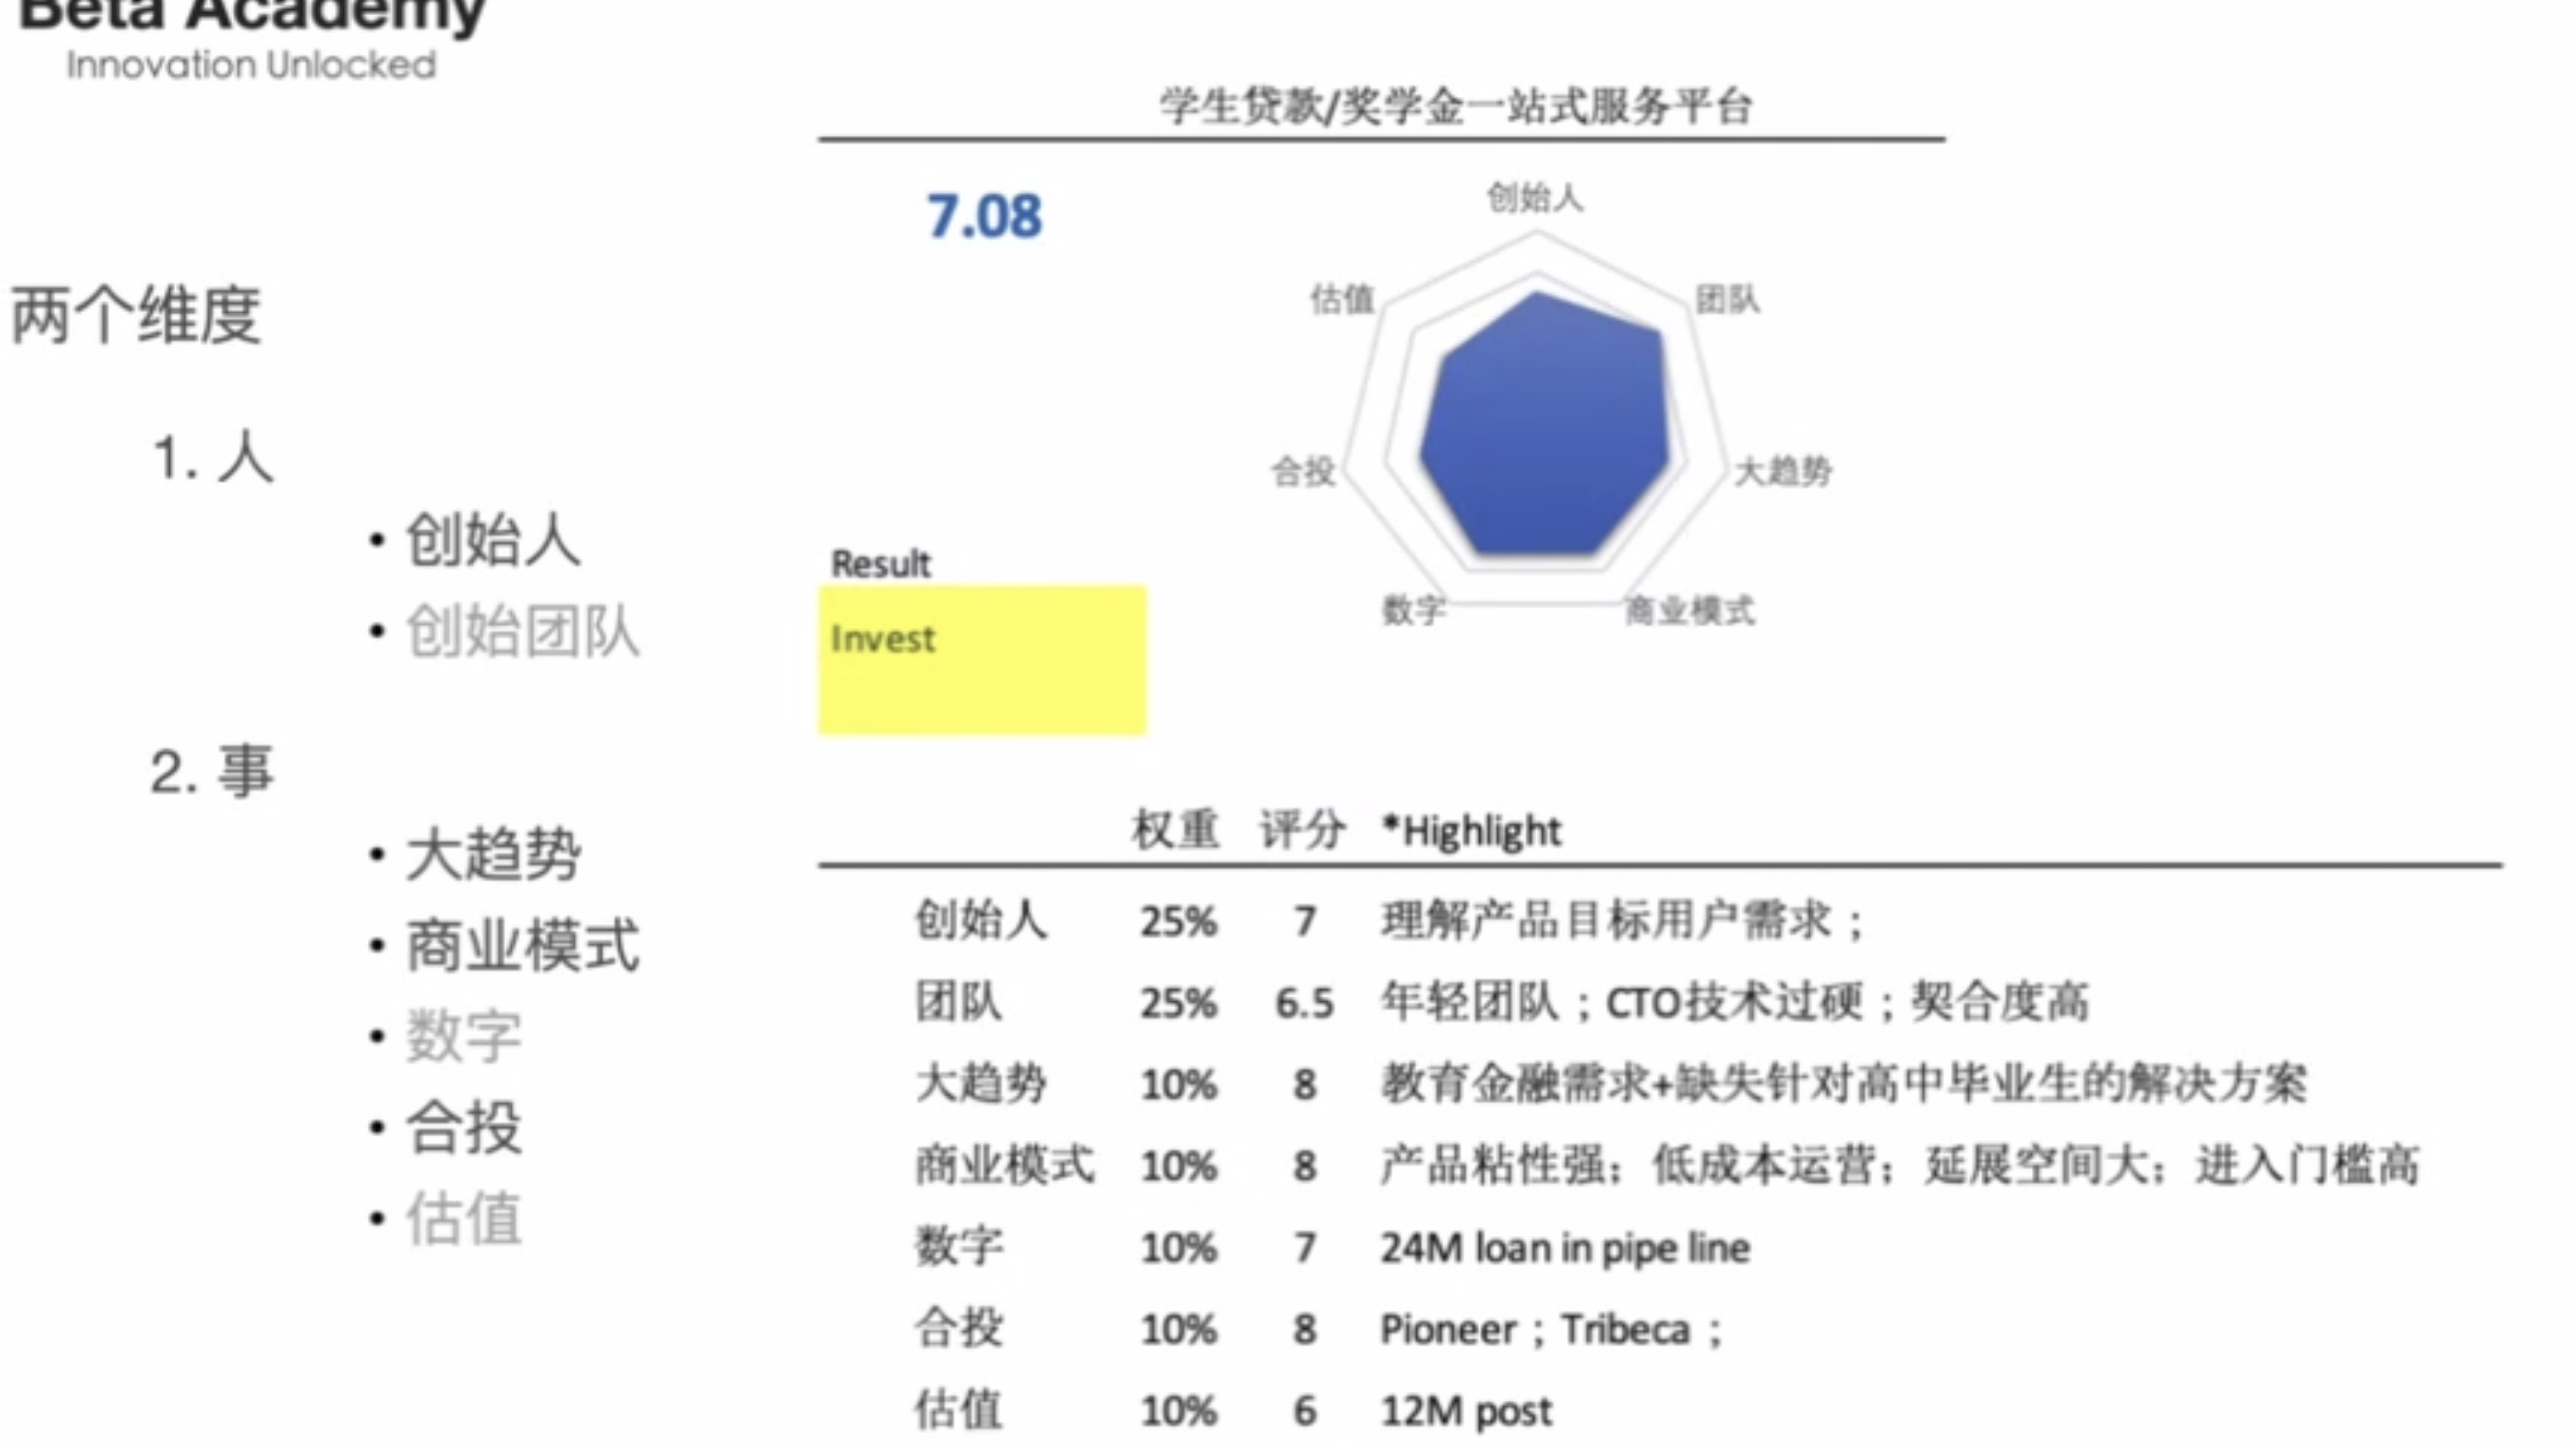 Beta Academy
Innovation Unlocked
两个维度
1. 人
• 创始人
• 创始团队
2. 事
• 大趋势
• 商业模式
• 数字
• 合投
• 估值
学生贷款/奖学金一站式服务平台
7.08
创始人
团队
大趋势
商业模式
数字
合投
估值
Result
Invest
权重 评分 *Highlight
创始人 25% 7 理解产品目标用户需求；
团队 25% 6.5 年轻团队；CTO技术过硬；契合度高
大趋势 10% 8 教育金融需求+缺失针对高中毕业生的解决方案
商业模式 10% 8 产品粘性强；低成本运营；延展空间大；进入门槛高
数字 10% 7 24M loan in pipe line
合投 10% 8 Pioneer；Tribeca；
估值 10% 6 12M post